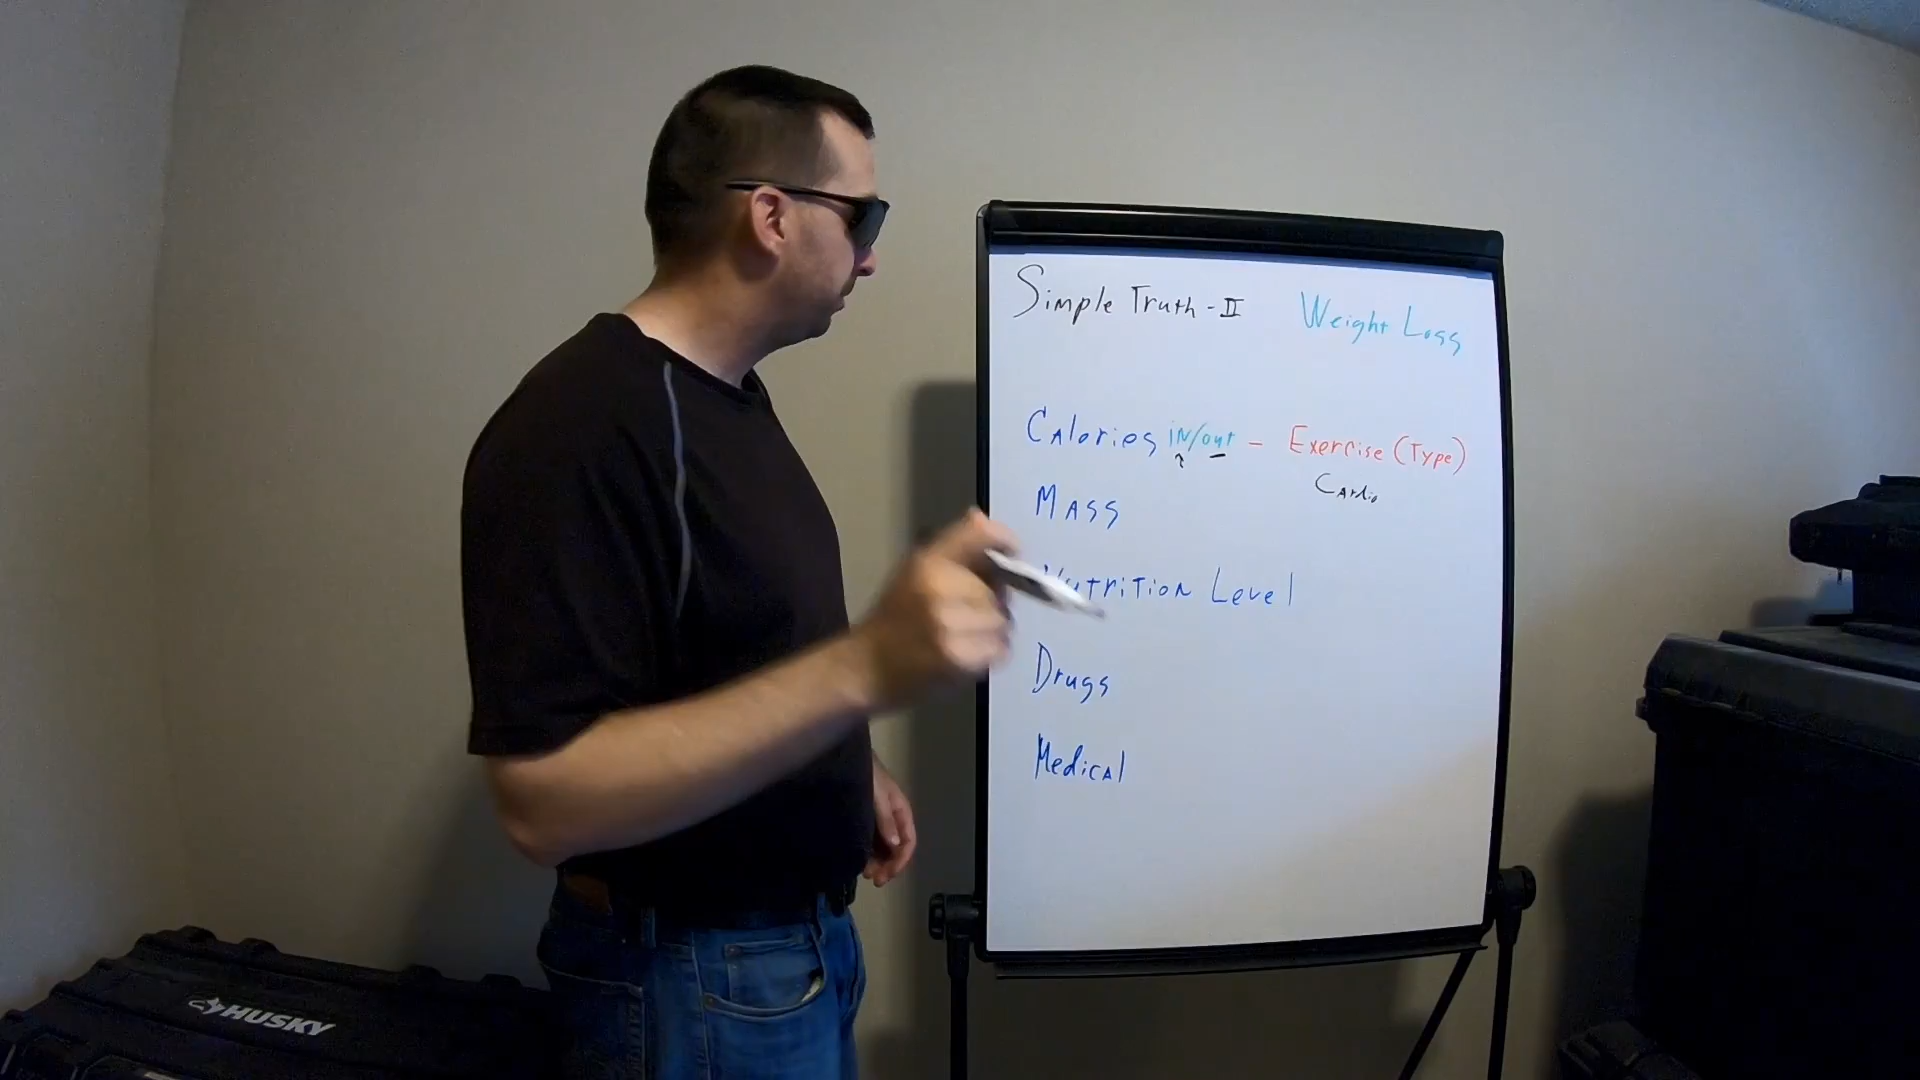 Simple Truth - II Weight Loss
Calories in/out - Exercise (Type)
Cardio
Mass
Nutrition Level
Drugs
Medical
HUSKY